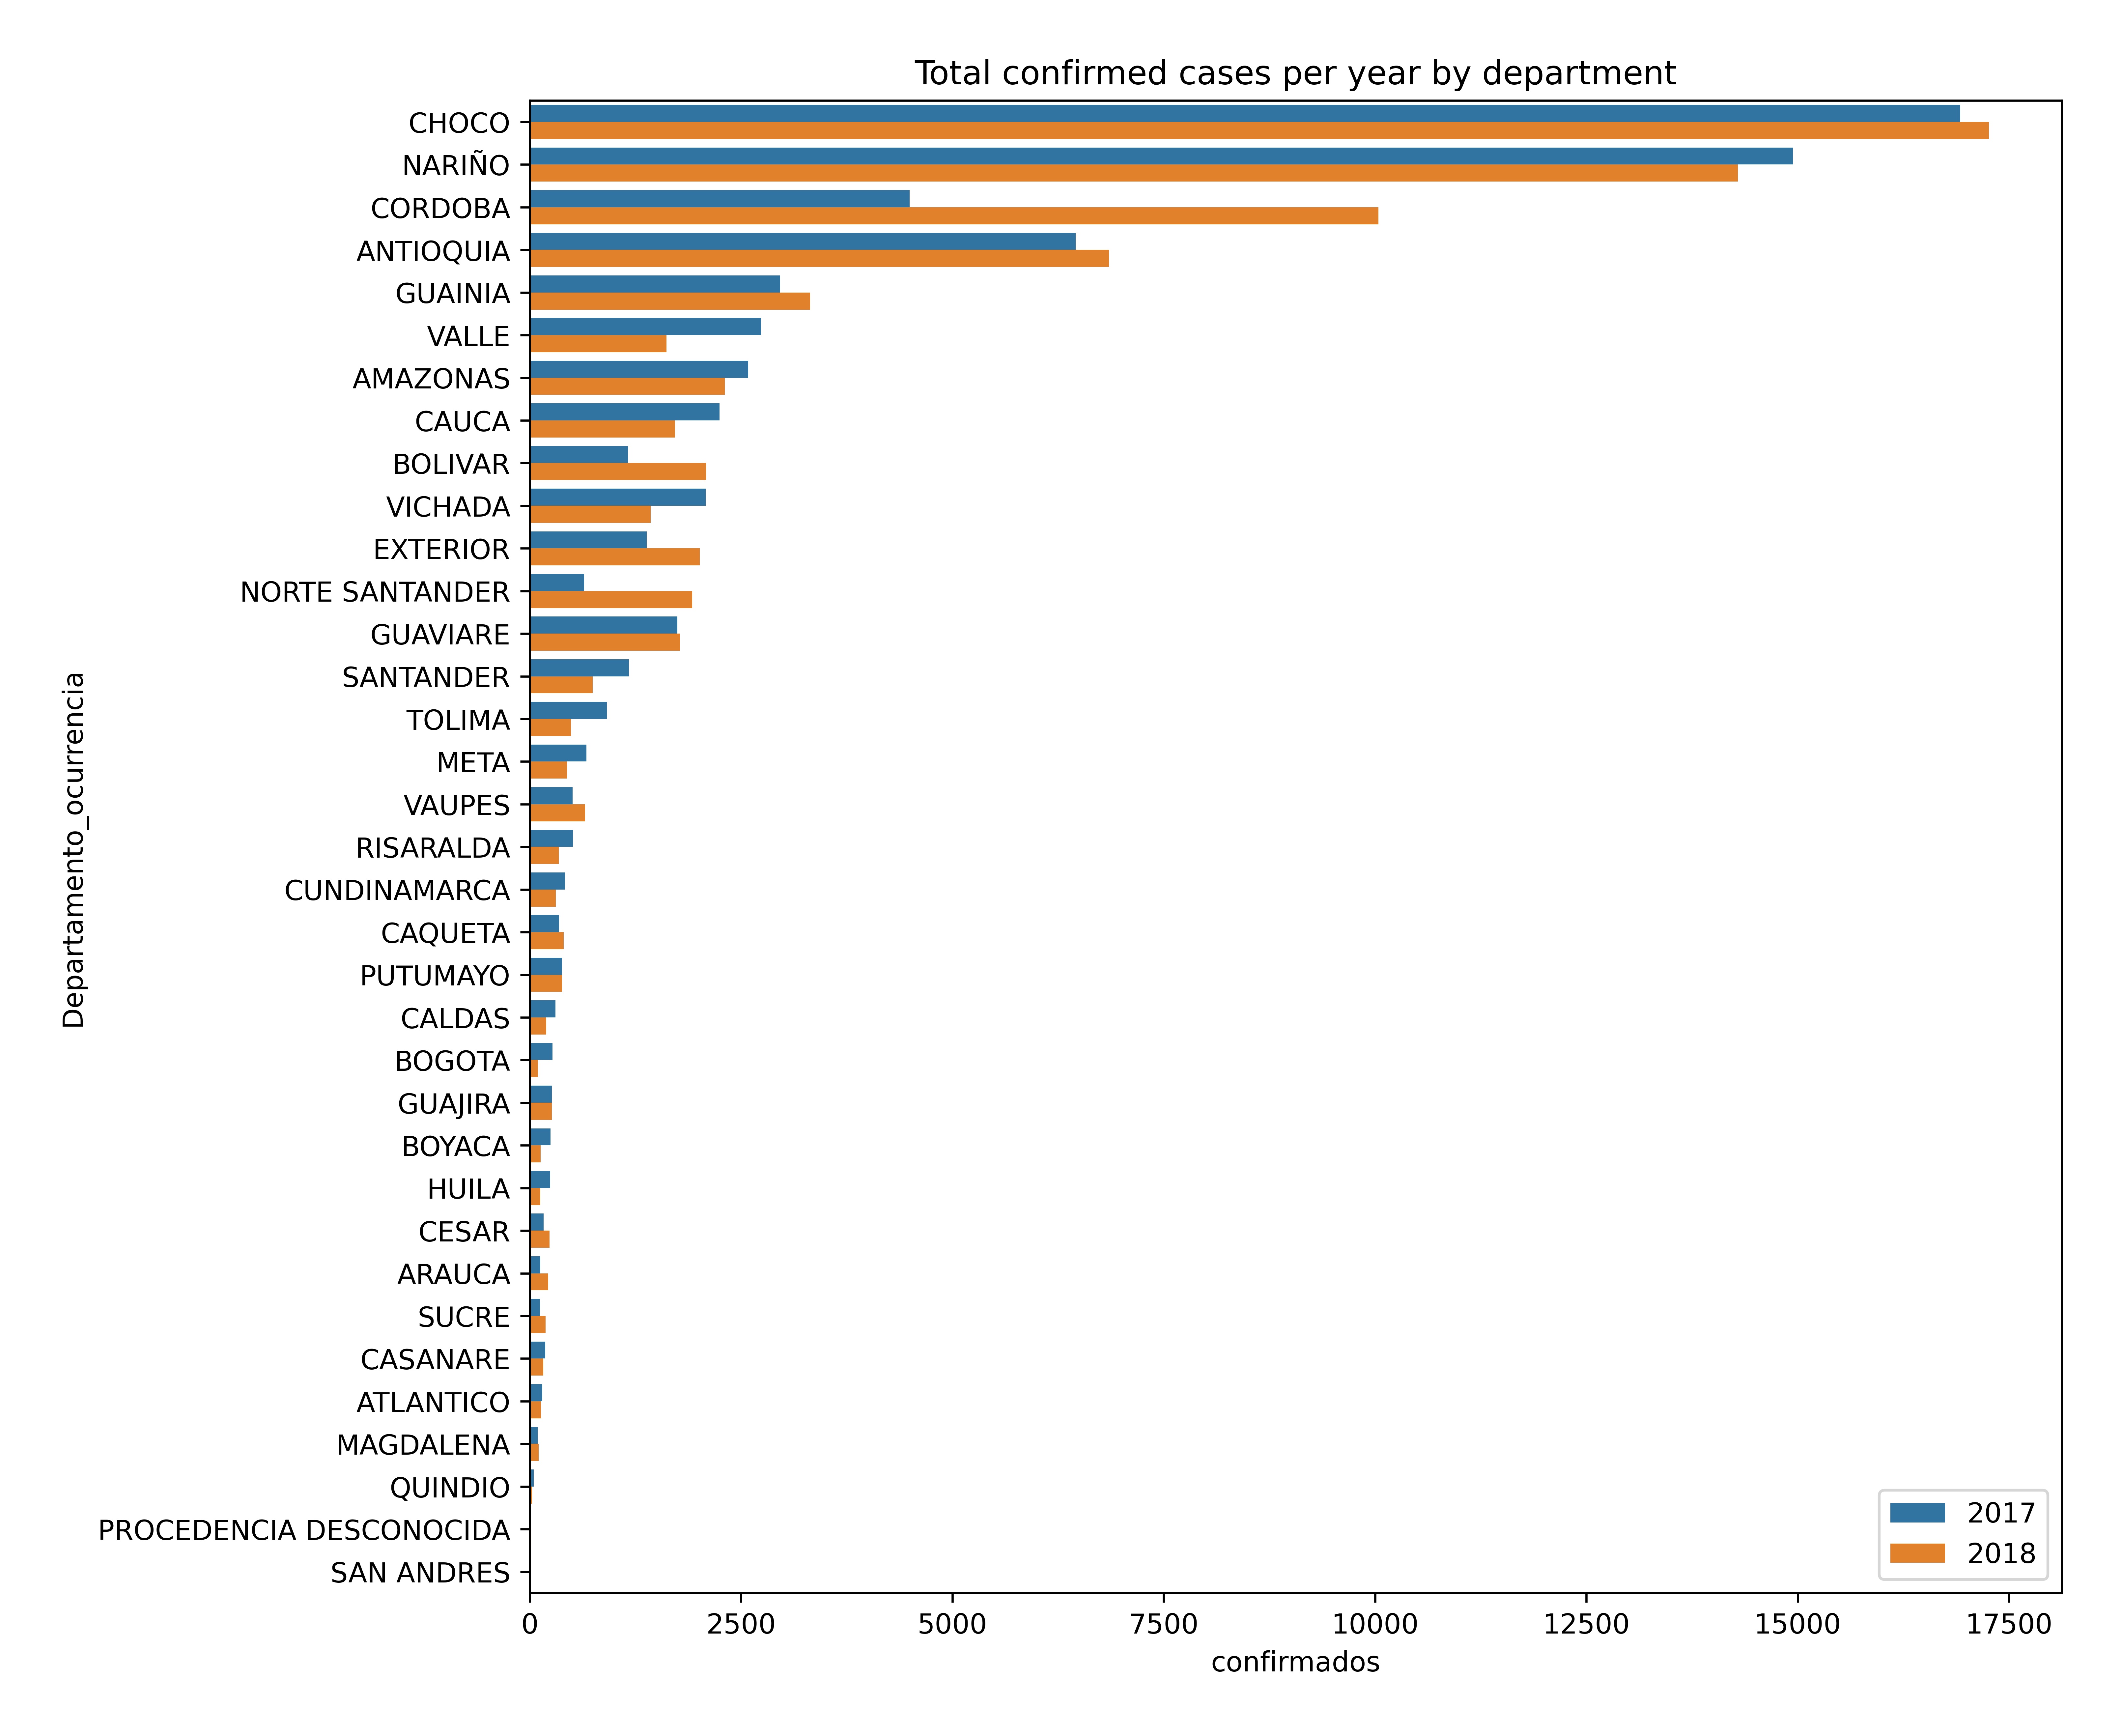 Total confirmed cases per year by department
Departamento_ocurrencia
CHOCO
NARIÑO
CORDOBA
ANTIOQUIA
GUAINIA
VALLE
AMAZONAS
CAUCA
BOLIVAR
VICHADA
EXTERIOR
NORTE SANTANDER
GUAVIARE
SANTANDER
TOLIMA
META
VAUPES
RISARALDA
CUNDINAMARCA
CAQUETA
PUTUMAYO
CALDAS
BOGOTA
GUAJIRA
BOYACA
HUILA
CESAR
ARAUCA
SUCRE
CASANARE
ATLANTICO
MAGDALENA
QUINDIO
PROCEDENCIA DESCONOCIDA
SAN ANDRES
2017
2018
0 2500 5000 7500 10000 12500 15000 17500
confirmados